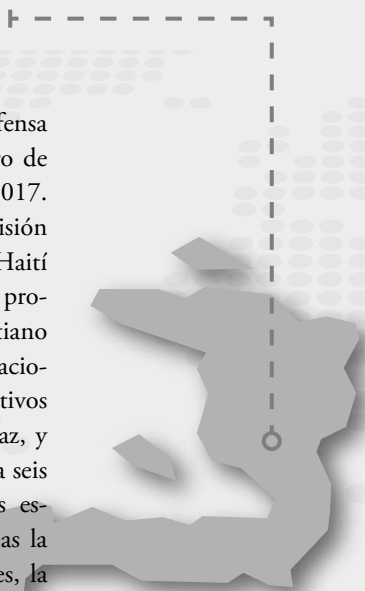 fensa
o de
017.
isión
Haití
pro-
tiano
acio-
tivos
az, y
a seis
s es-
as la
es, la